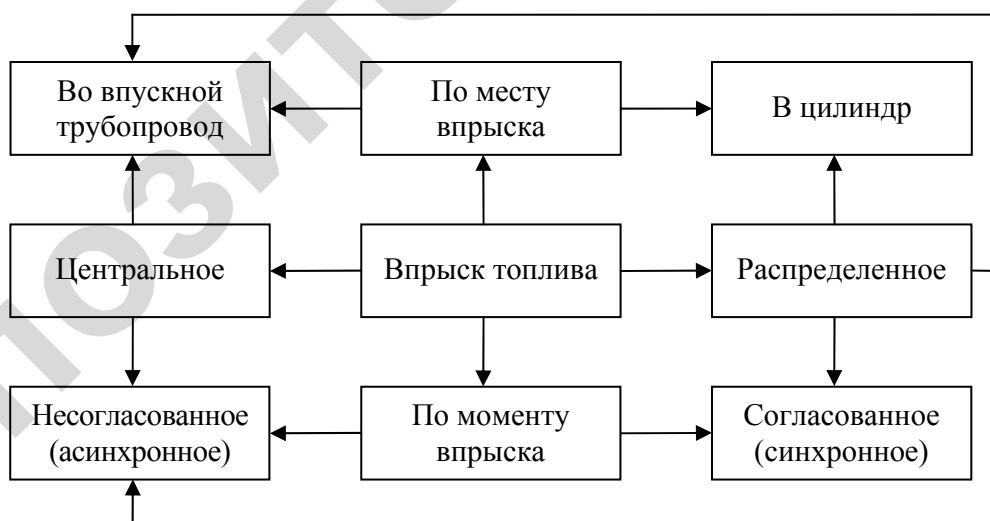 Во впускной
трубопровод
По месту
впрыска
В цилиндр
Центральное
Впрыск топлива
Распределенное
Несогласованное
(асинхронное)
По моменту
впрыска
Согласованное
(синхронное)